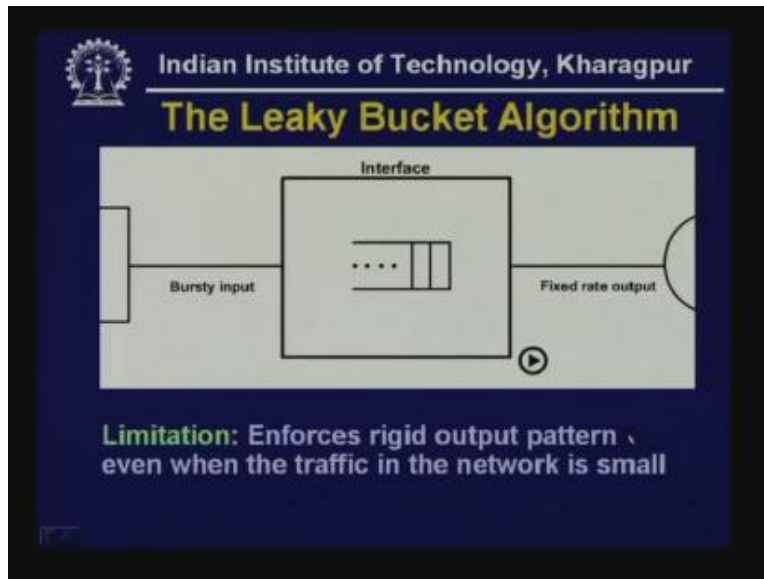 Indian Institute of Technology, Kharagpur
The Leaky Bucket Algorithm
Interface
Bursty input
Fixed rate output
Limitation: Enforces rigid output pattern
even when the traffic in the network is small